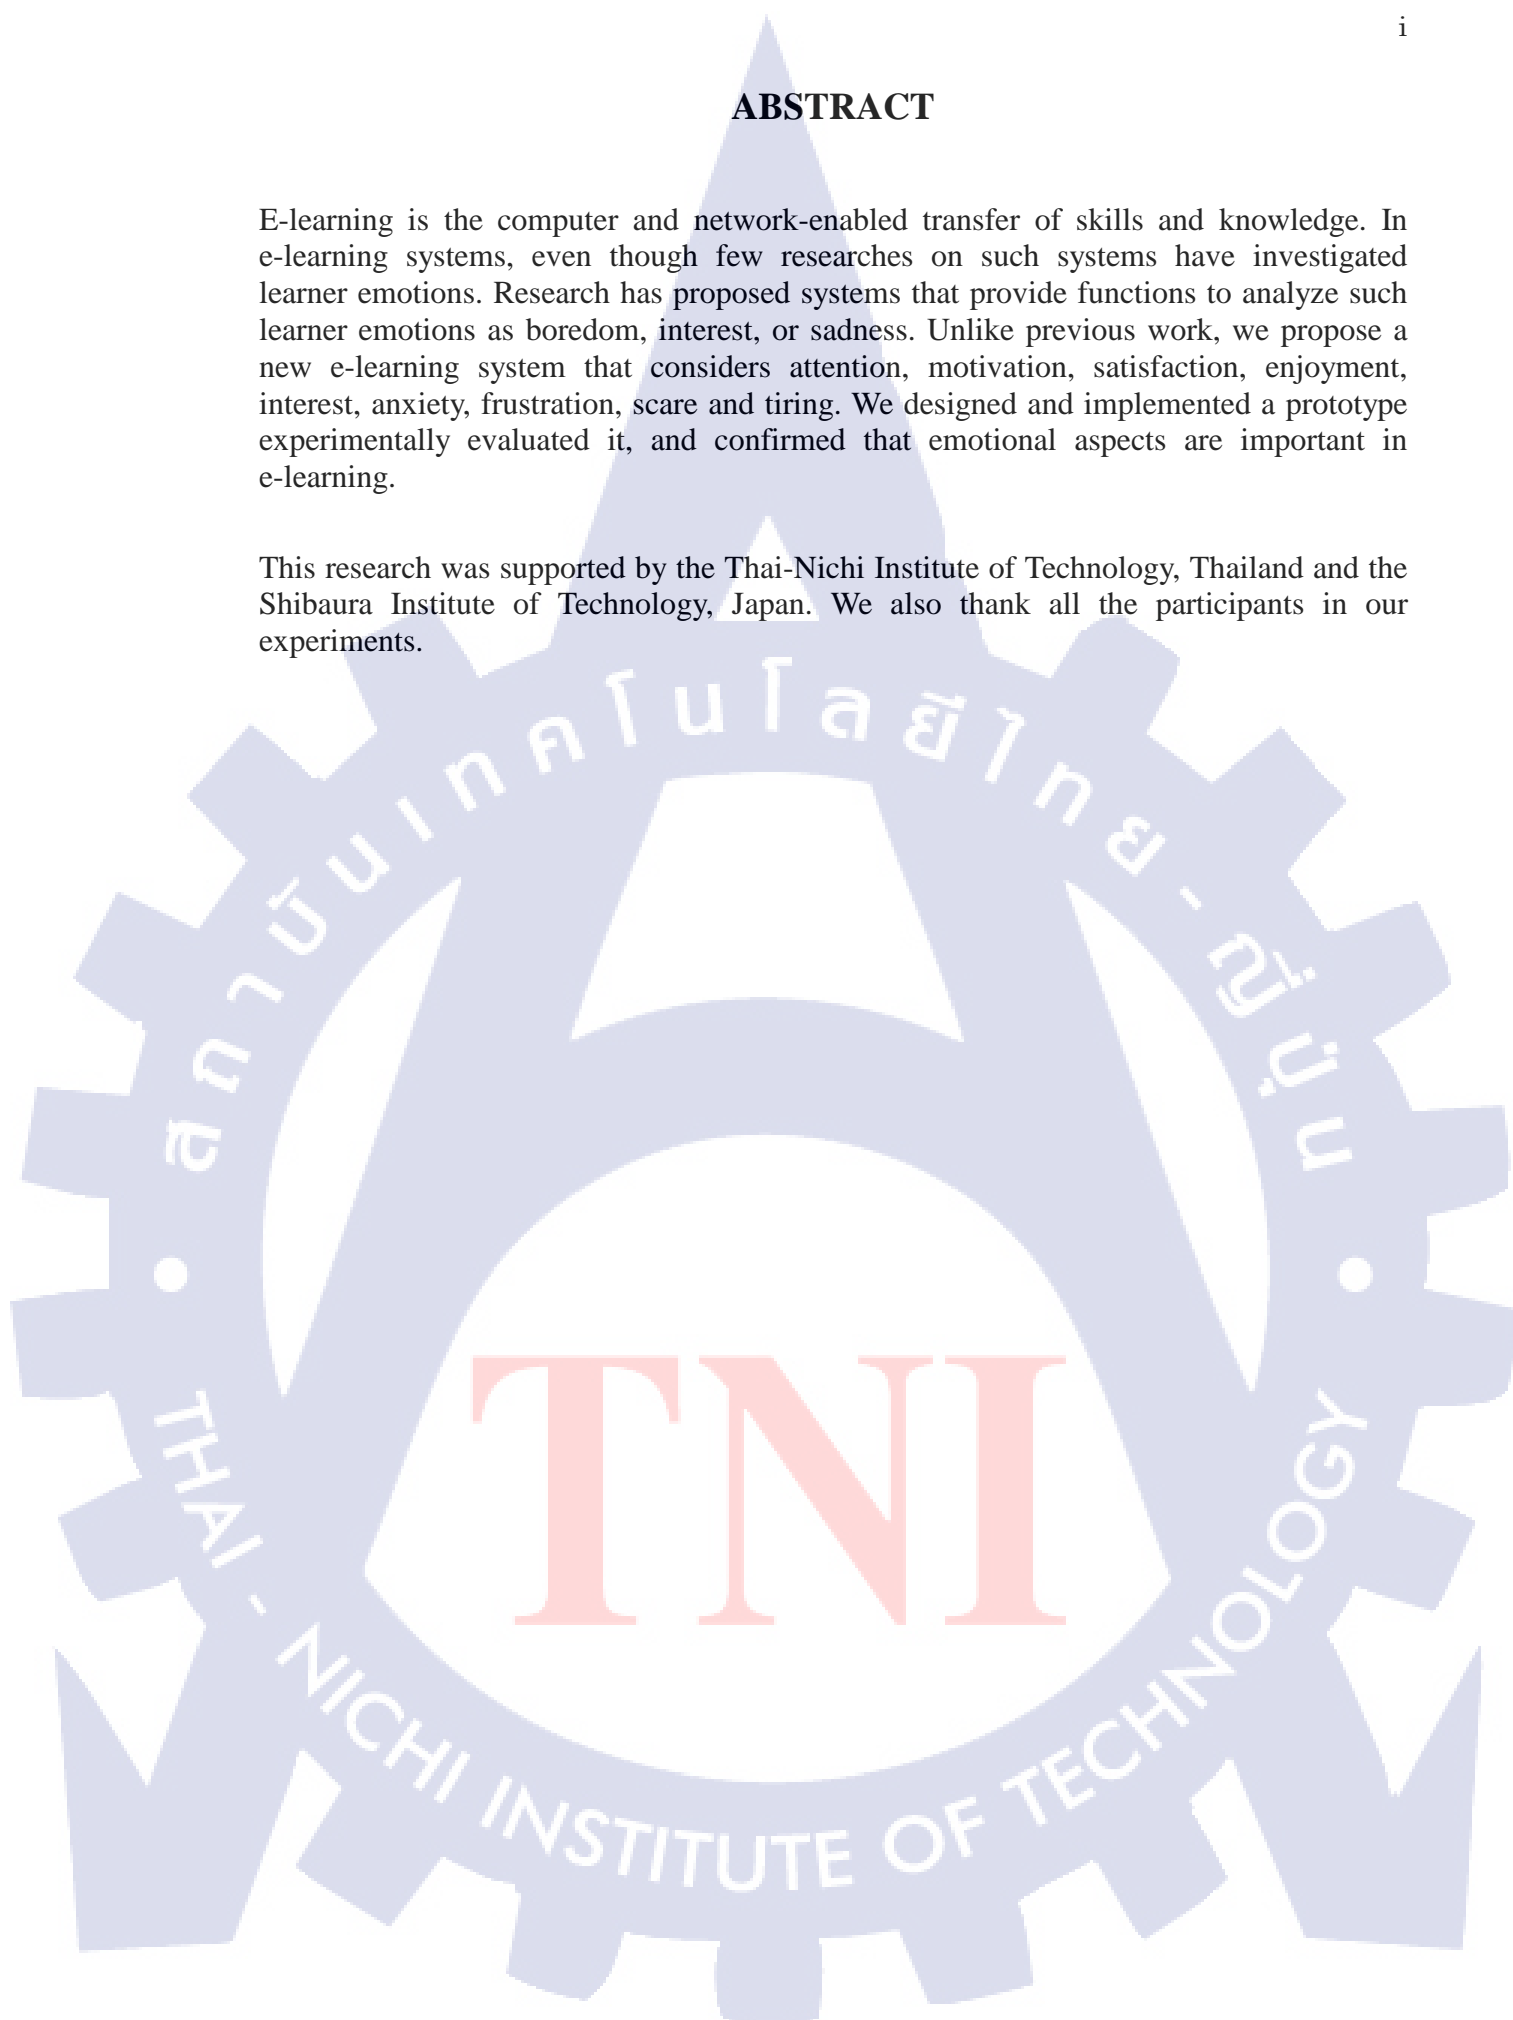 i
ABSTRACT
E-learning is the computer and network-enabled transfer of skills and knowledge. In
e-learning systems, even though few researches on such systems have investigated
learner emotions. Research has proposed systems that provide functions to analyze such
learner emotions as boredom, interest, or sadness. Unlike previous work, we propose a
new e-learning system that considers attention, motivation, satisfaction, enjoyment,
interest, anxiety, frustration, scare and tiring. We designed and implemented a prototype
experimentally evaluated it, and confirmed that emotional aspects are important in
e-learning.
This research was supported by the Thai-Nichi Institute of Technology, Thailand and the
Shibaura Institute of Technology, Japan. We also thank all the participants in our
experiments.
สถาบันเทคโนโลยีไทย-ญี่ปุ่น
TNI
THAI - NICHI INSTITUTE OF TECHNOLOGY